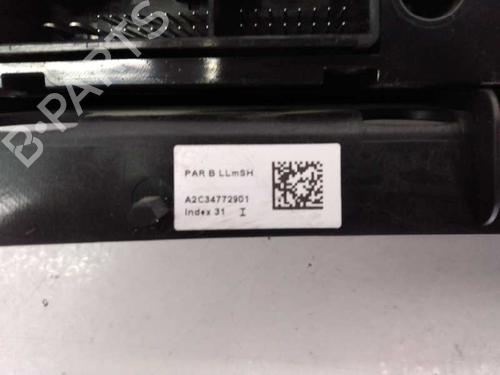 B-PARTS
PAR B LLmSH
A2C34772901
Index 31 I